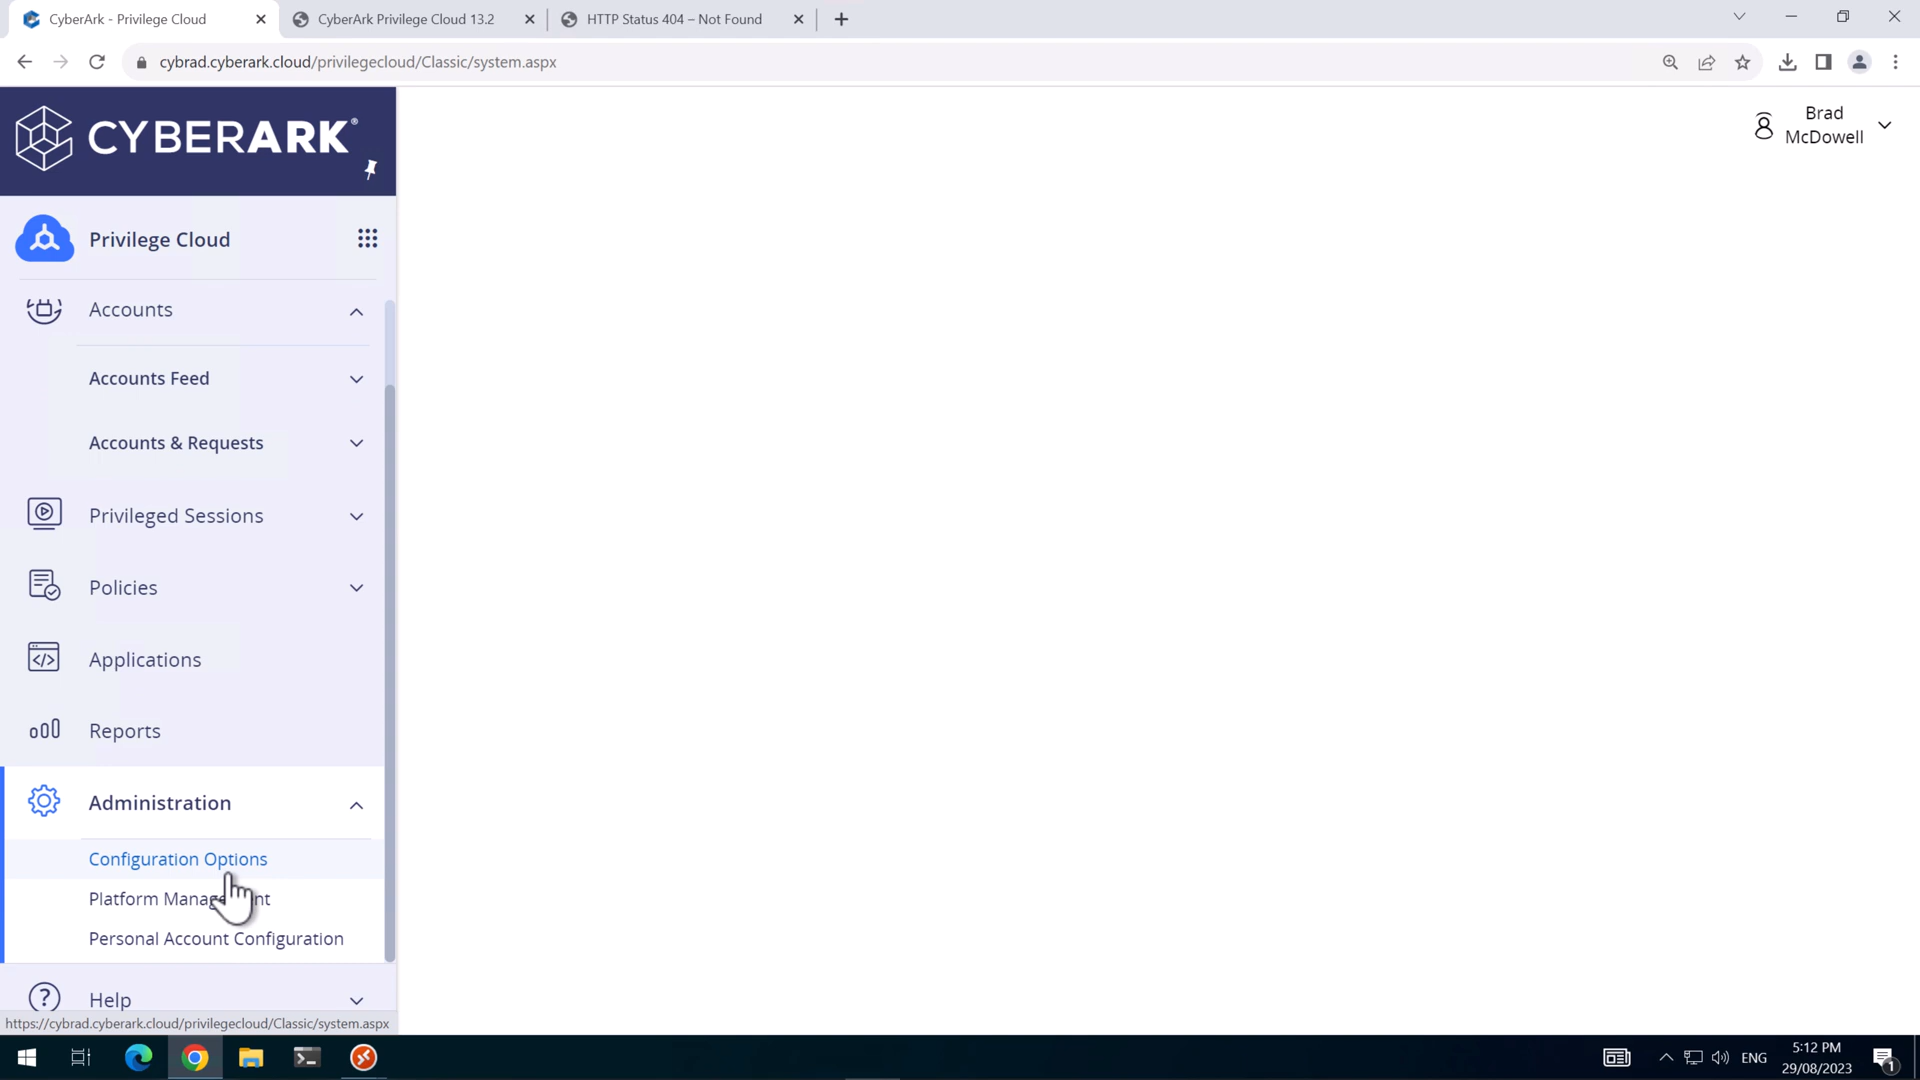 CyberArk - Privilege Cloud
CyberArk Privilege Cloud 13.2
HTTP Status 404 – Not Found
cybrad.cyberark.cloud/privilegecloud/Classic/system.aspx
CYBERARK®
Brad
McDowell
Privilege Cloud
Accounts
Accounts Feed
Accounts & Requests
Privileged Sessions
Policies
Applications
Reports
Administration
Configuration Options
Platform Management
Personal Account Configuration
Help
https://cybrad.cyberark.cloud/privilegecloud/Classic/system.aspx
ENG
5:12 PM
29/08/2023
1